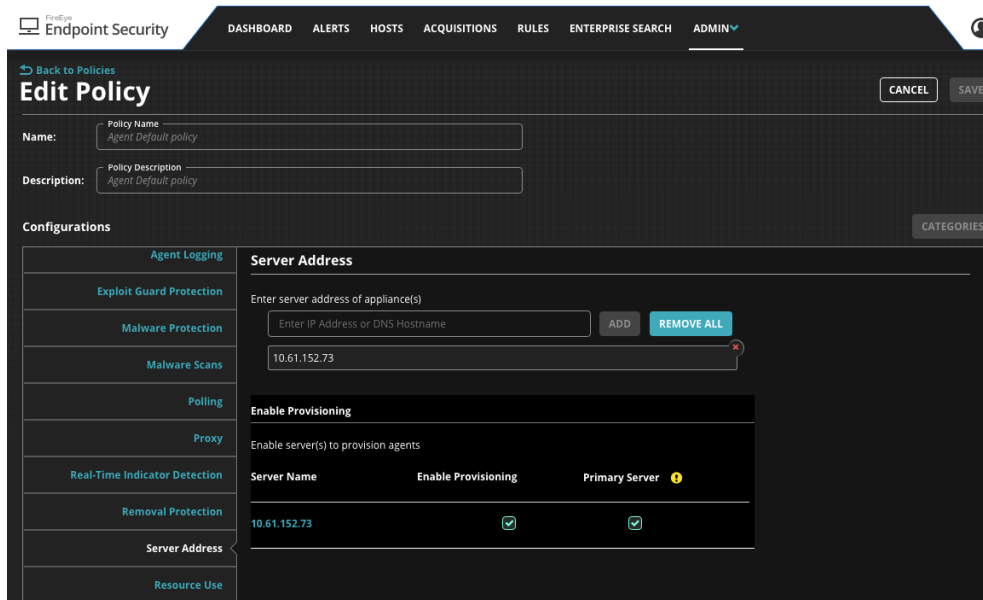 FireEye
Endpoint Security
DASHBOARD ALERTS HOSTS ACQUISITIONS RULES ENTERPRISE SEARCH ADMIN
Back to Policies
Edit Policy
CANCEL SAVE
Name: Policy Name
Agent Default policy
Description: Policy Description
Agent Default policy
Configurations
CATEGORIES
Agent Logging
Exploit Guard Protection
Malware Protection
Malware Scans
Polling
Proxy
Real-Time Indicator Detection
Removal Protection
Server Address
Resource Use
Server Address
Enter server address of appliance(s)
Enter IP Address or DNS Hostname ADD REMOVE ALL
10.61.152.73
Enable Provisioning
Enable server(s) to provision agents
Server Name Enable Provisioning Primary Server
10.61.152.73